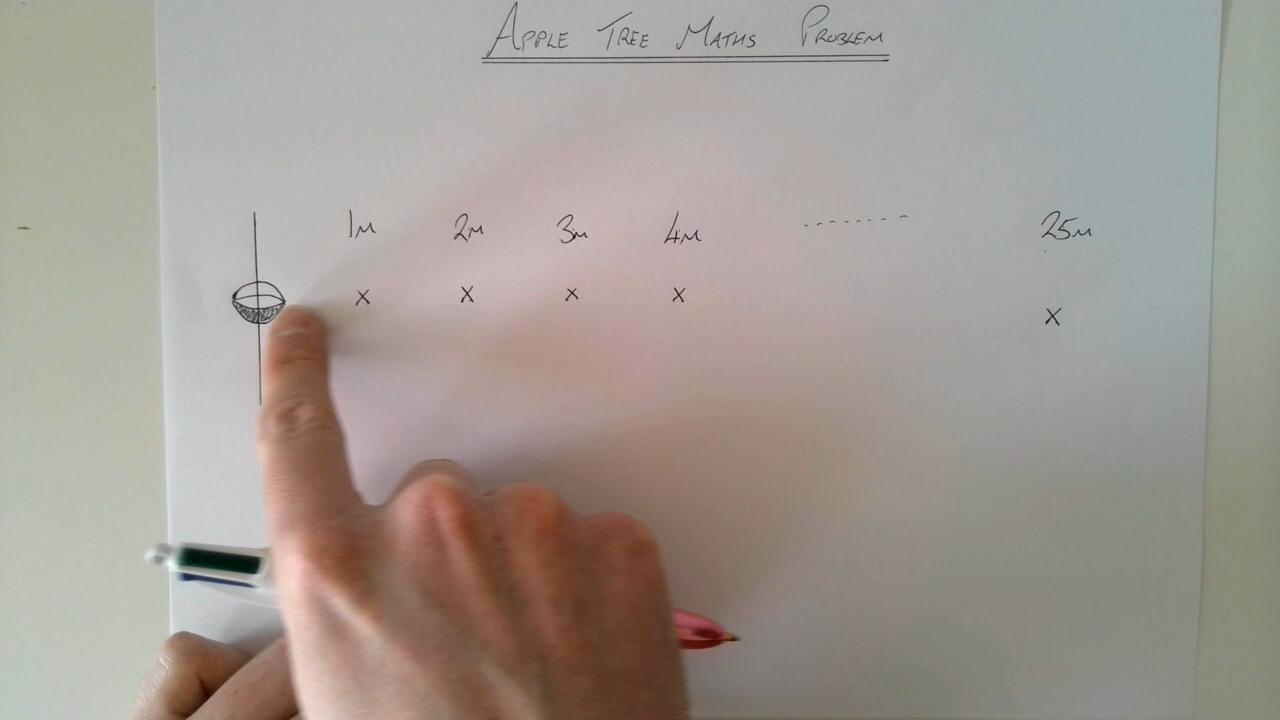 Apple Tree Maths Problem
1m 2m 3m 4m ------- 25m
x x x x x